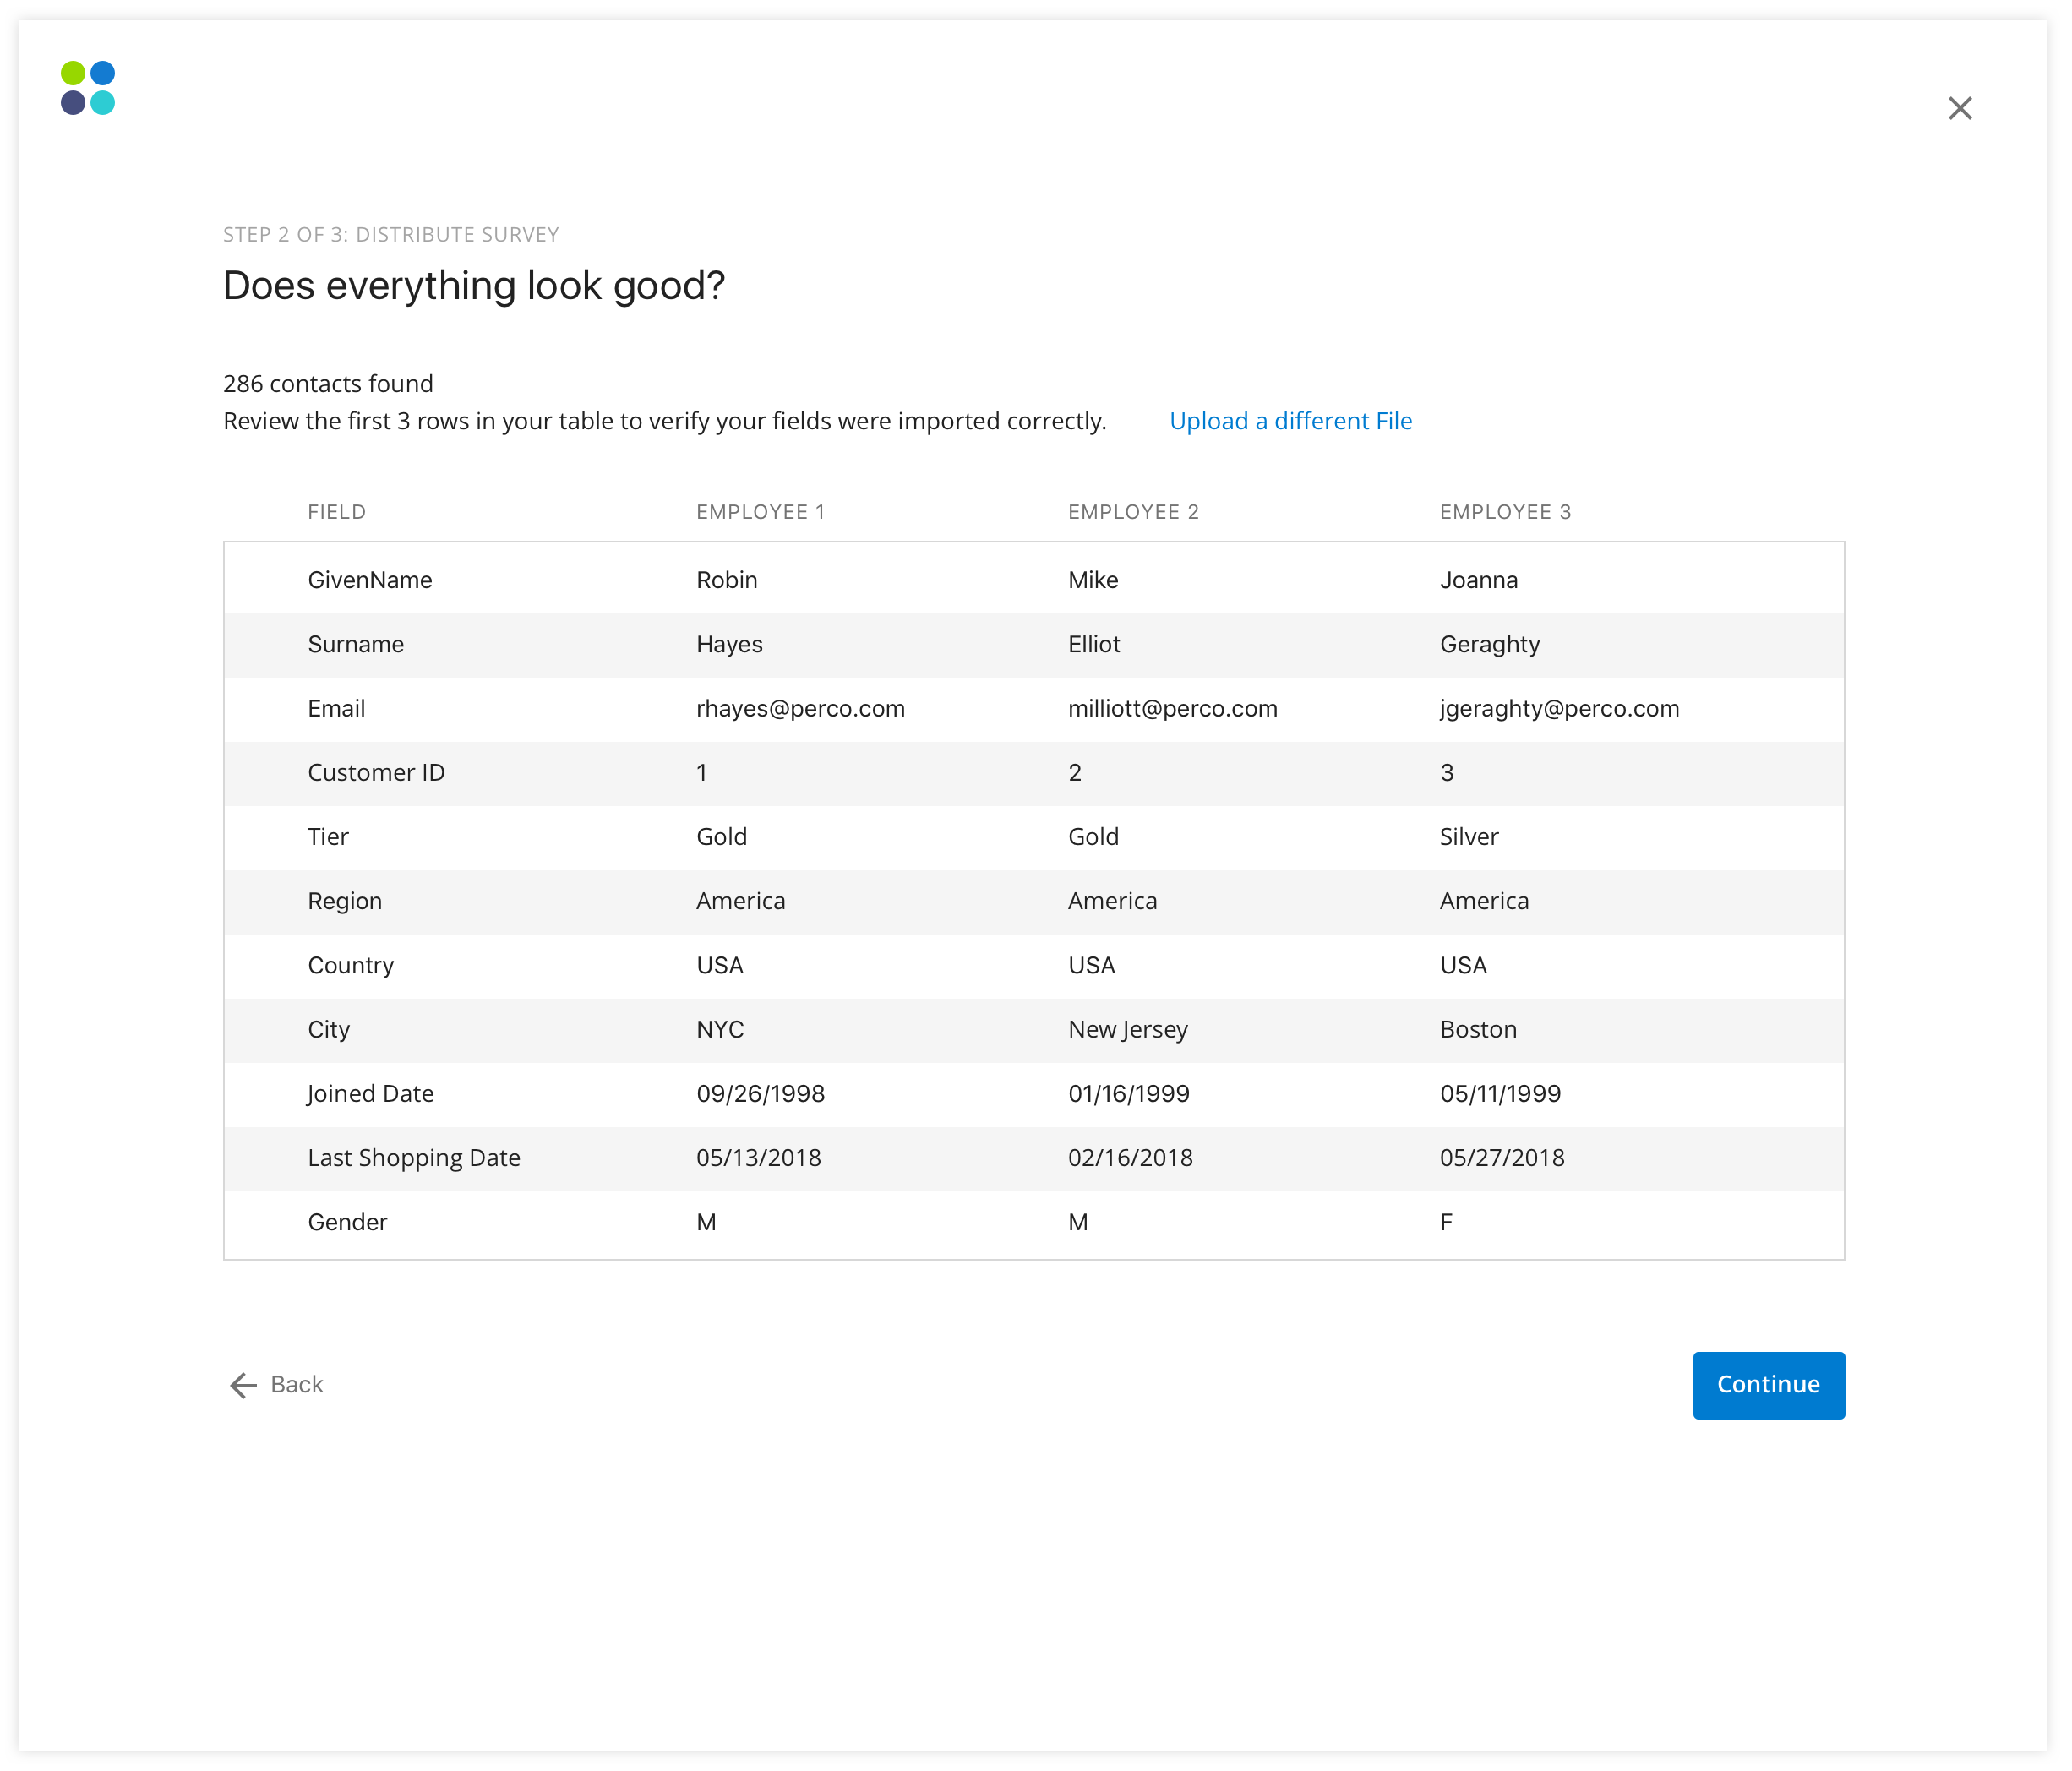 STEP 2 OF 3: DISTRIBUTE SURVEY
Does everything look good?
286 contacts found
Review the first 3 rows in your table to verify your fields were imported correctly. Upload a different File
FIELD EMPLOYEE 1 EMPLOYEE 2 EMPLOYEE 3
GivenName Robin Mike Joanna
Surname Hayes Elliot Geraghty
Email rhayes@perco.com milliott@perco.com jgeraghty@perco.com
Customer ID 1 2 3
Tier Gold Gold Silver
Region America America America
Country USA USA USA
City NYC New Jersey Boston
Joined Date 09/26/1998 01/16/1999 05/11/1999
Last Shopping Date 05/13/2018 02/16/2018 05/27/2018
Gender M M F
Back Continue